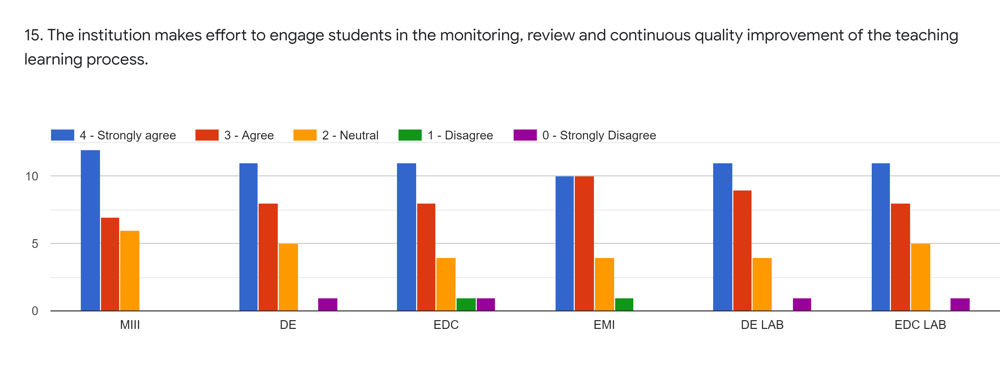 15. The institution makes effort to engage students in the monitoring, review and continuous quality improvement of the teaching
learning process.
4 - Strongly agree 3 - Agree 2 - Neutral 1 - Disagree 0 - Strongly Disagree
10
5
0
MIII DE EDC EMI DE LAB EDC LAB